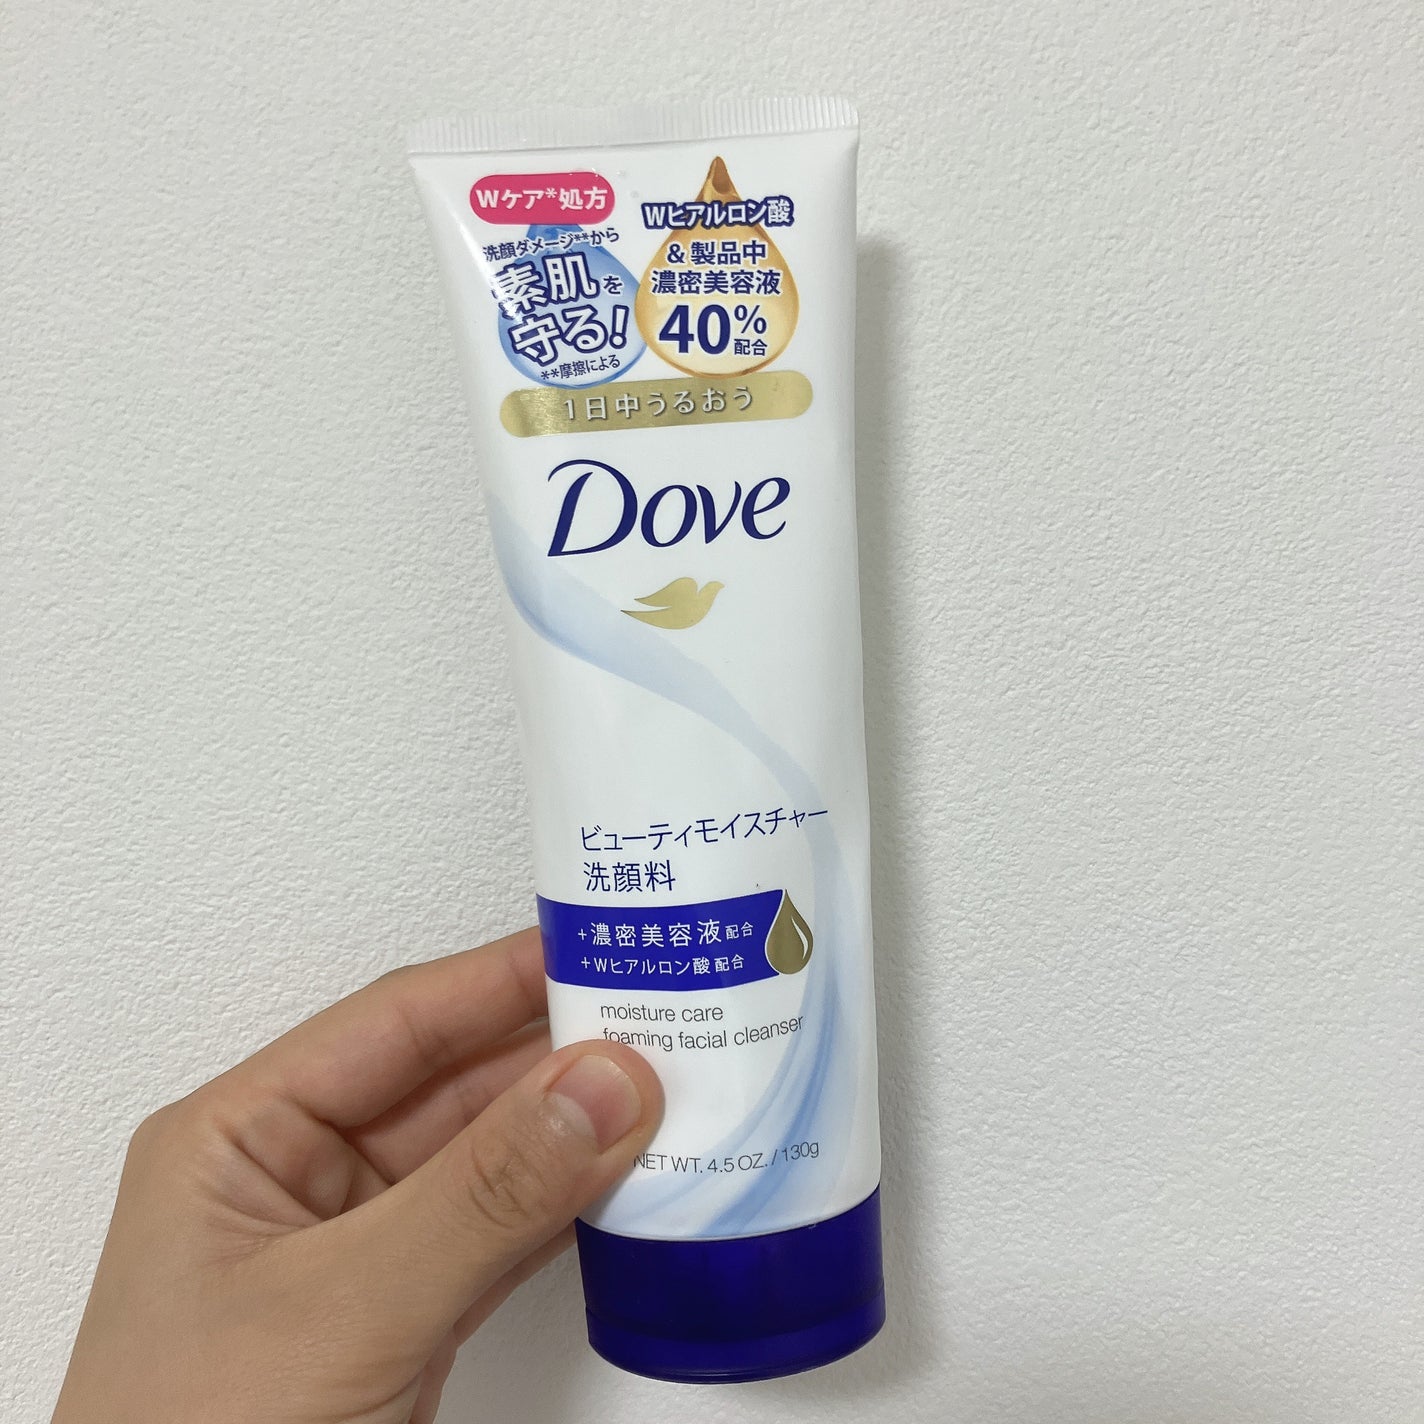 Wケア*処方
洗顔ダメージ**から
素肌を
守る!
**摩擦による
Wヒアルロン酸
&製品中
濃密美容液
40%
配合
1日中うるおう
Dove
ビューティモイスチャー
洗顔料
+濃密美容液配合
+Wヒアルロン酸配合
moisture care
foaming facial cleanser
NET WT. 4.5 OZ. / 130g